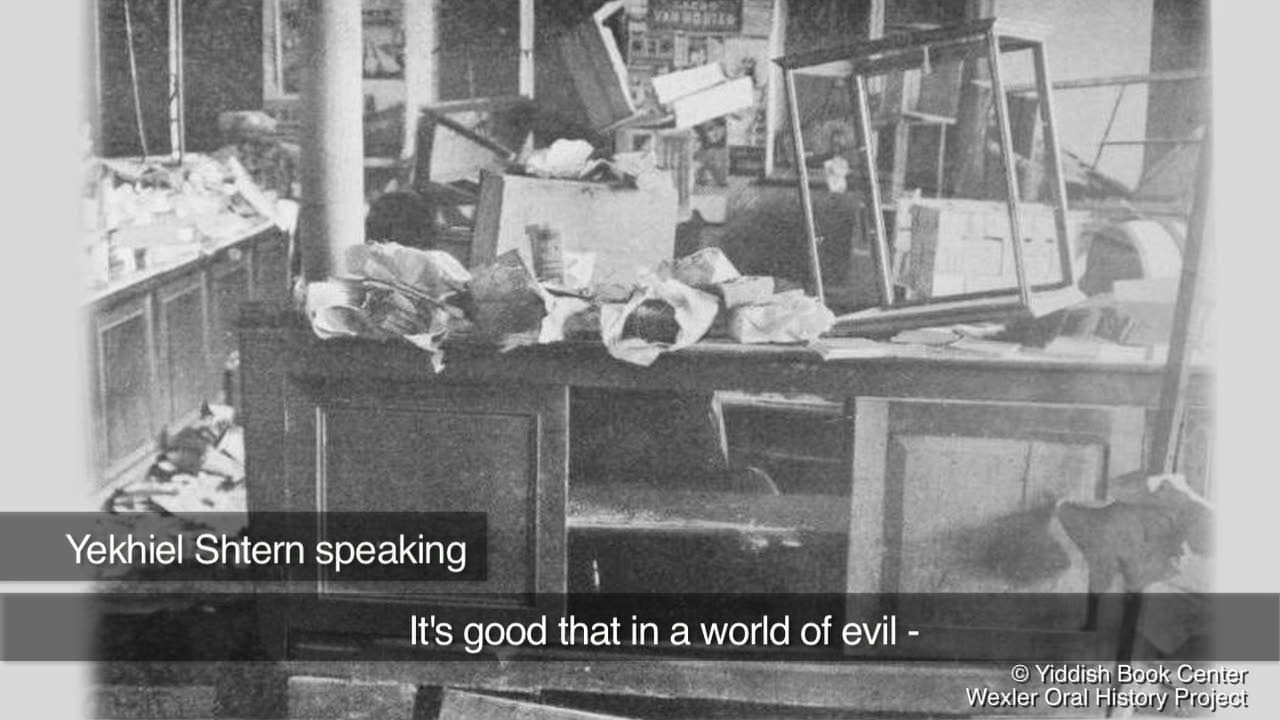 VAN HOUTEN
Yekhiel Shtern speaking
It's good that in a world of evil -
© Yiddish Book Center
Wexler Oral History Project